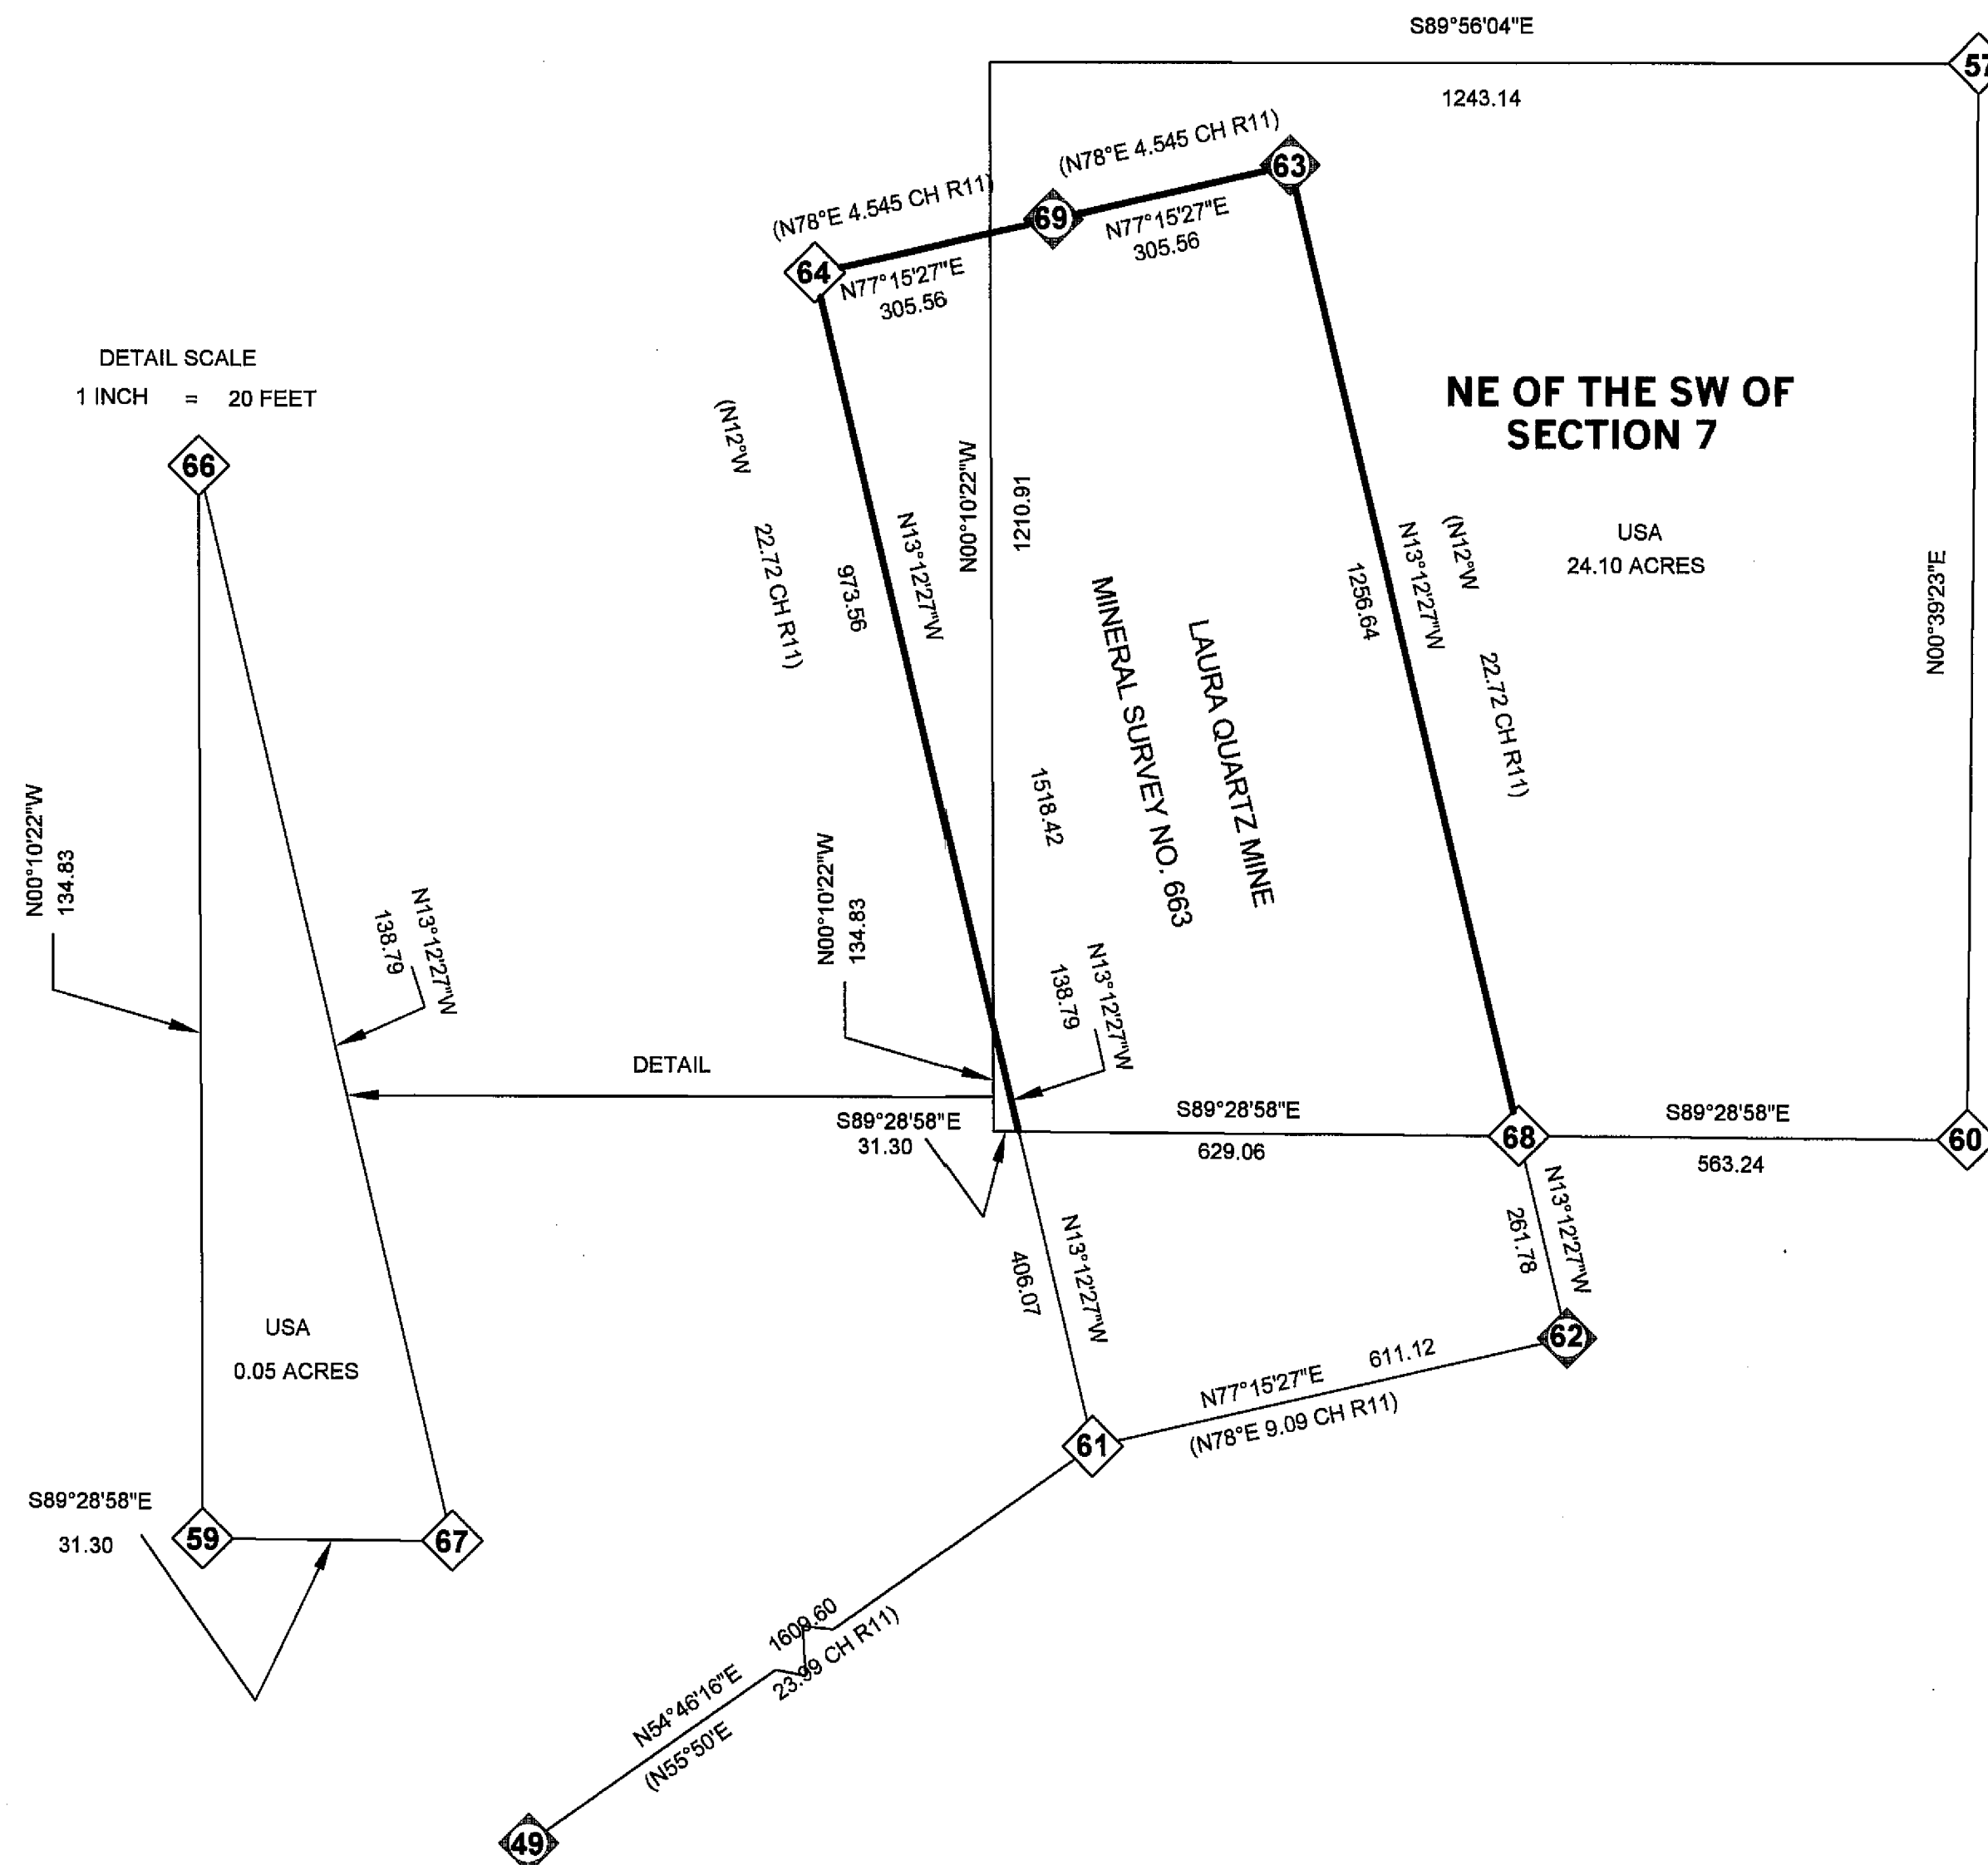 S89°56'04"E
57
1243.14
(N78°E 4.545 CH R11)
63
(N78°E 4.545 CH R11)
69
N77°15'27"E
305.56
64
N77°15'27"E
305.56
DETAIL SCALE
1 INCH = 20 FEET
NE OF THE SW OF
SECTION 7
USA
24.10 ACRES
66
(N12°W 22.72 CH R11)
973.56
N13°12'27"W
N00°10'22"W
1210.91
1518.42
MINERAL SURVEY NO. 663
LAURA QUARTZ MINE
1256.64
N13°12'27"W
(N12°W 22.72 CH R11)
N00°39'23"E
N00°10'22"W
134.83
138.79
N13°12'27"W
N00°10'22"W
134.83
138.79
N13°12'27"W
DETAIL
S89°28'58"E
31.30
S89°28'58"E
629.06
68
S89°28'58"E
563.24
60
N13°12'27"W
261.78
406.07
N13°12'27"W
62
N77°15'27"E 611.12
(N78°E 9.09 CH R11)
61
USA
0.05 ACRES
S89°28'58"E
31.30
59
67
N54°46'16"E 1609.60
(N55°50'E 23.99 CH R11)
49